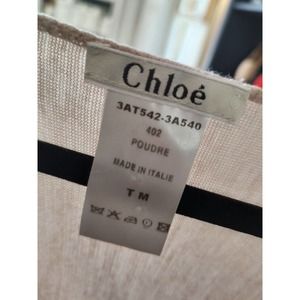 Chloé
3AT542-3A540
402
POUDRE
MADE IN ITALIE
T M